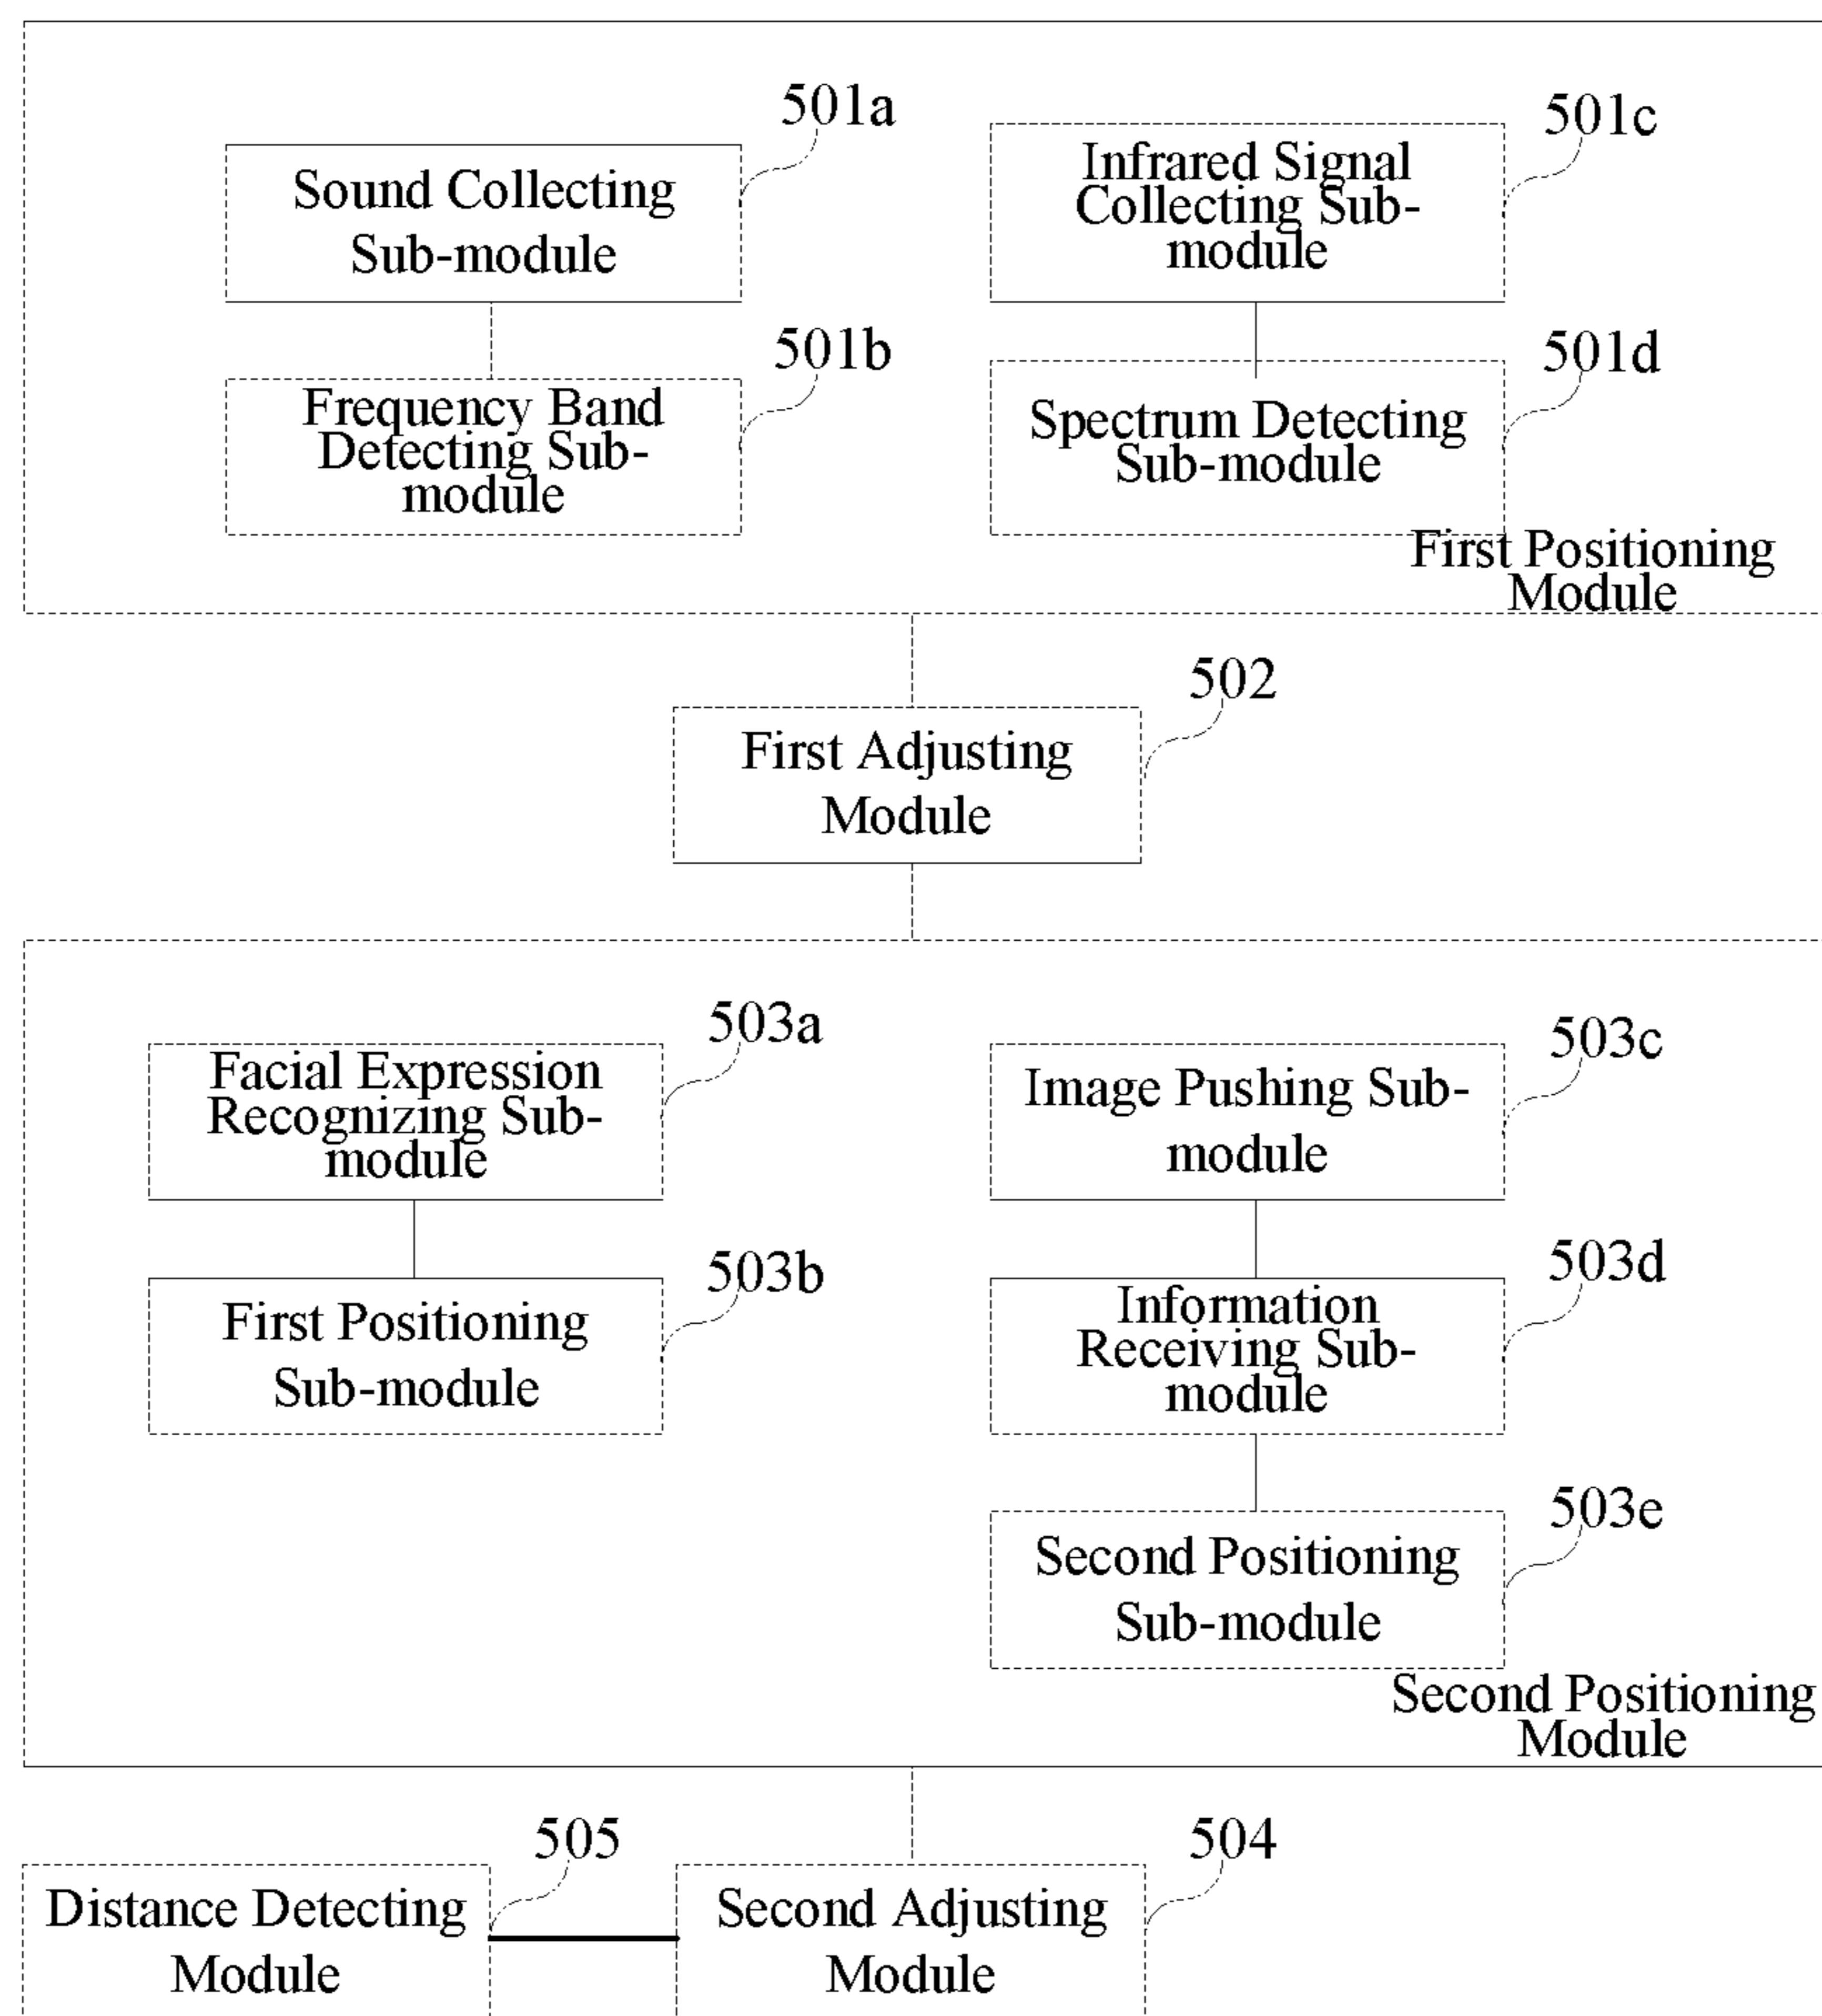 501a
Sound Collecting
Sub-module
501b
Frequency Band
Detecting Sub-
module
501c
Infrared Signal
Collecting Sub-
module
501d
Spectrum Detecting
Sub-module
First Positioning
Module
502
First Adjusting
Module
503a
Facial Expression
Recognizing Sub-
module
503b
First Positioning
Sub-module
503c
Image Pushing Sub-
module
503d
Information
Receiving Sub-
module
503e
Second Positioning
Sub-module
Second Positioning
Module
505
Distance Detecting
Module
504
Second Adjusting
Module